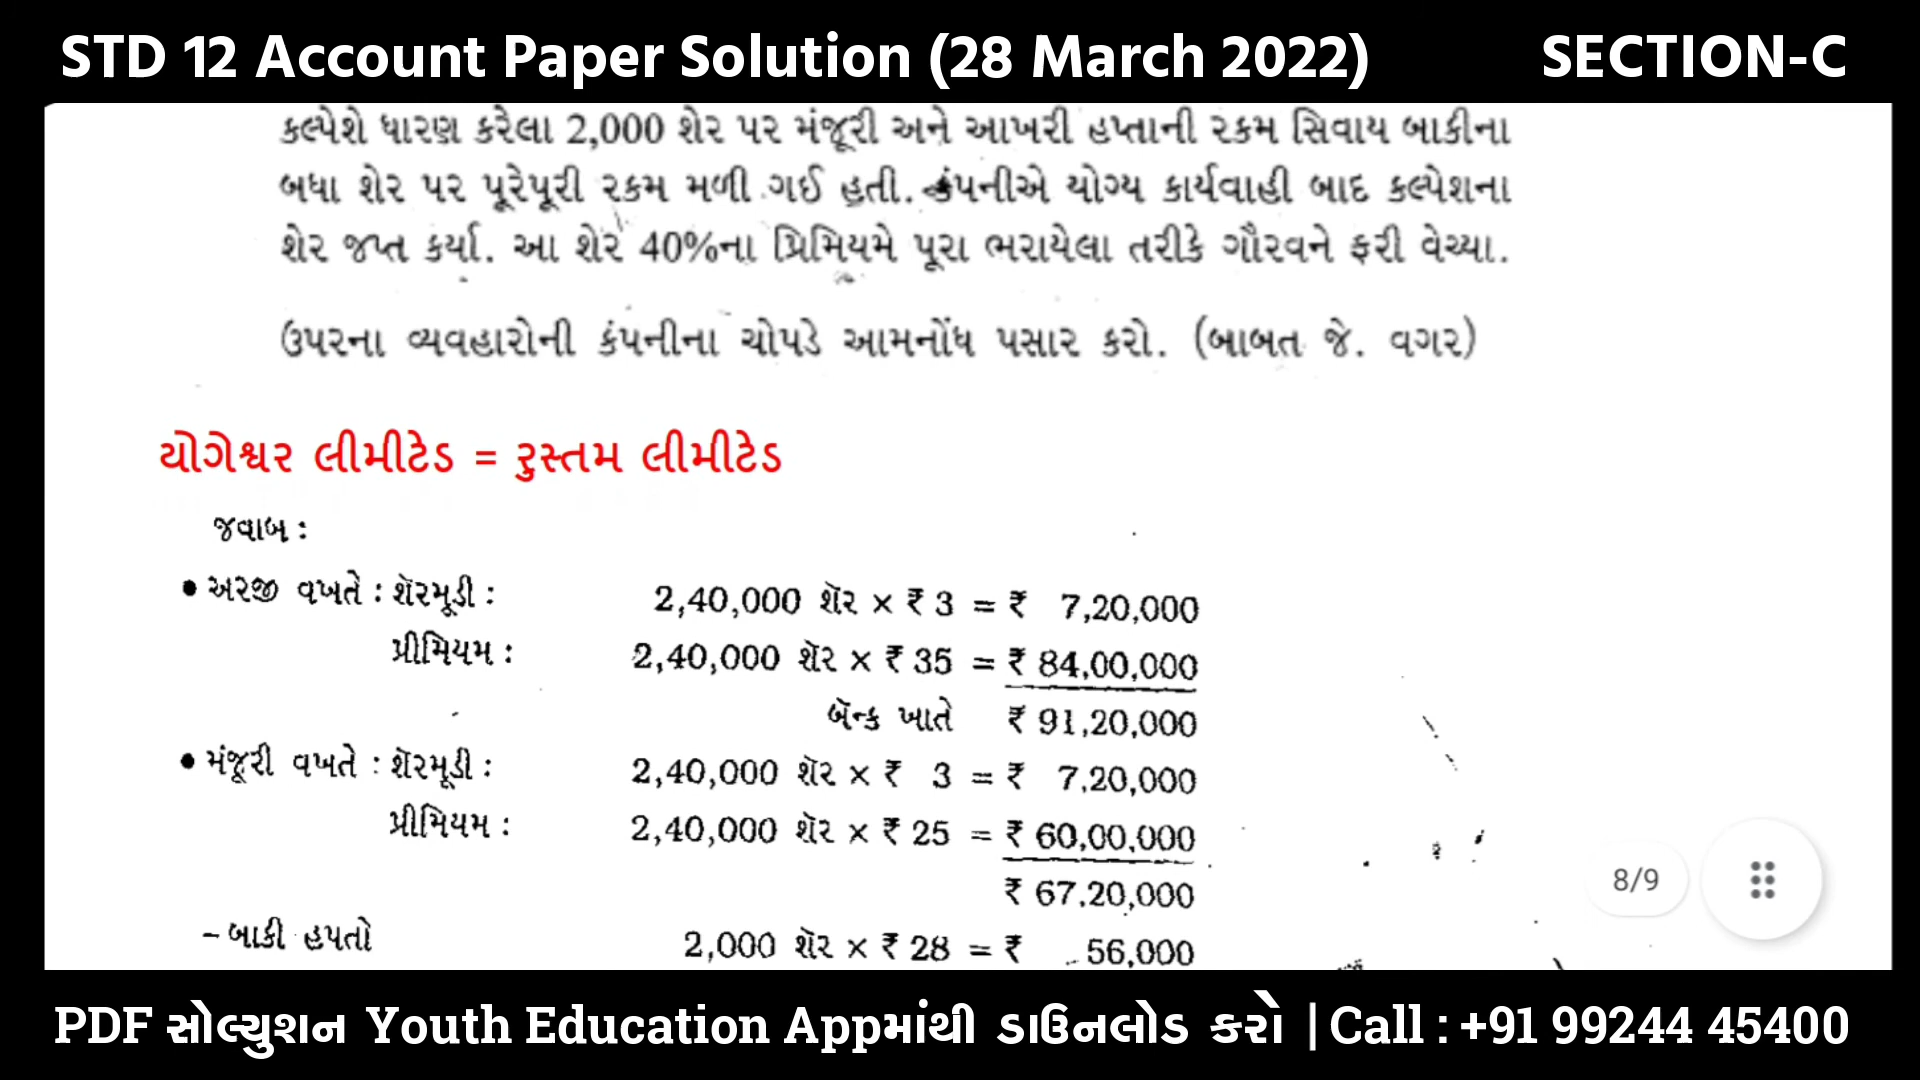 STD 12 Account Paper Solution (28 March 2022) SECTION-C
કલ્પેશે ધારણ કરેલા 2,000 શેર પર મંજૂરી અને આખરી હપ્તાની રકમ સિવાય બાકીના
બધા શેર પર પૂરેપૂરી રકમ મળી ગઈ હતી. કંપનીએ યોગ્ય કાર્યવાહી બાદ કલ્પેશના
શેર જપ્ત કર્યા. આ શેર 40%ના પ્રિમિયમે પૂરા ભરાયેલા તરીકે ગૌરવને ફરી વેચ્યા.
ઉપરના વ્યવહારોની કંપનીના ચોપડે આમનોંધ પસાર કરો. (બાબત જે. વગર)
યોગેશ્વર લીમીટેડ = રુસ્તમ લીમીટેડ
જવાબ :
• અરજી વખતે : શૅરમૂડી : 2,40,000 શૅર × ₹ 3 = ₹ 7,20,000
પ્રીમિયમ : 2,40,000 શૅર × ₹ 35 = ₹ 84,00,000
બૅન્ક ખાતે ₹ 91,20,000
• મંજૂરી વખતે : શૅરમૂડી : 2,40,000 શૅર × ₹ 3 = ₹ 7,20,000
પ્રીમિયમ : 2,40,000 શૅર × ₹ 25 = ₹ 60,00,000
₹ 67,20,000
– બાકી હપતો 2,000 શૅર × ₹ 28 = ₹ 56,000
8/9
PDF સોલ્યુશન Youth Education Appમાંથી ડાઉનલોડ કરો | Call : +91 99244 45400